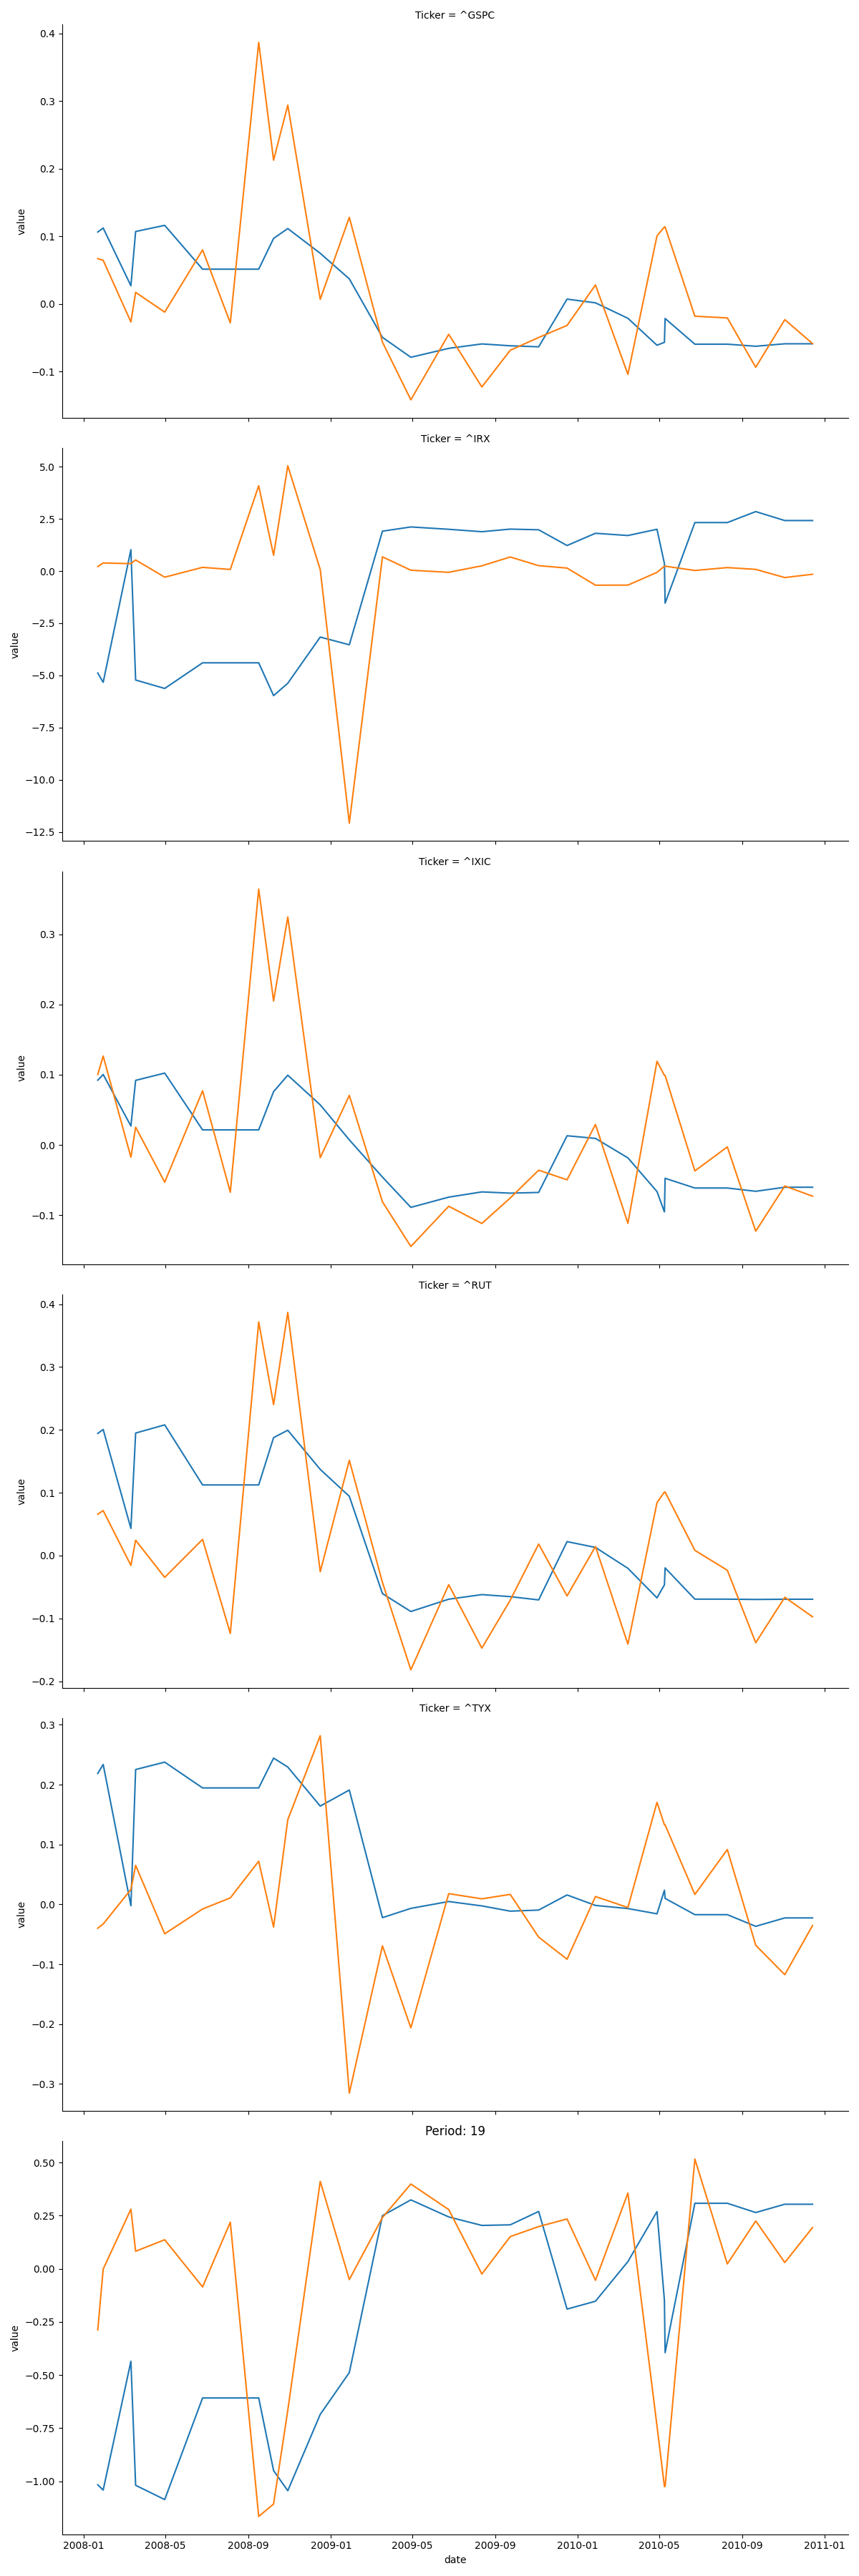 Ticker = ^GSPC
0.4
0.3
0.2
0.1
0.0
−0.1
value
Ticker = ^IRX
5.0
2.5
0.0
−2.5
−5.0
−7.5
−10.0
−12.5
value
Ticker = ^IXIC
0.3
0.2
0.1
0.0
−0.1
value
Ticker = ^RUT
0.4
0.3
0.2
0.1
0.0
−0.1
−0.2
value
Ticker = ^TYX
0.3
0.2
0.1
0.0
−0.1
−0.2
−0.3
value
Period: 19
0.50
0.25
0.00
−0.25
−0.50
−0.75
−1.00
value
2008-01 2008-05 2008-09 2009-01 2009-05 2009-09 2010-01 2010-05 2010-09 2011-01
date